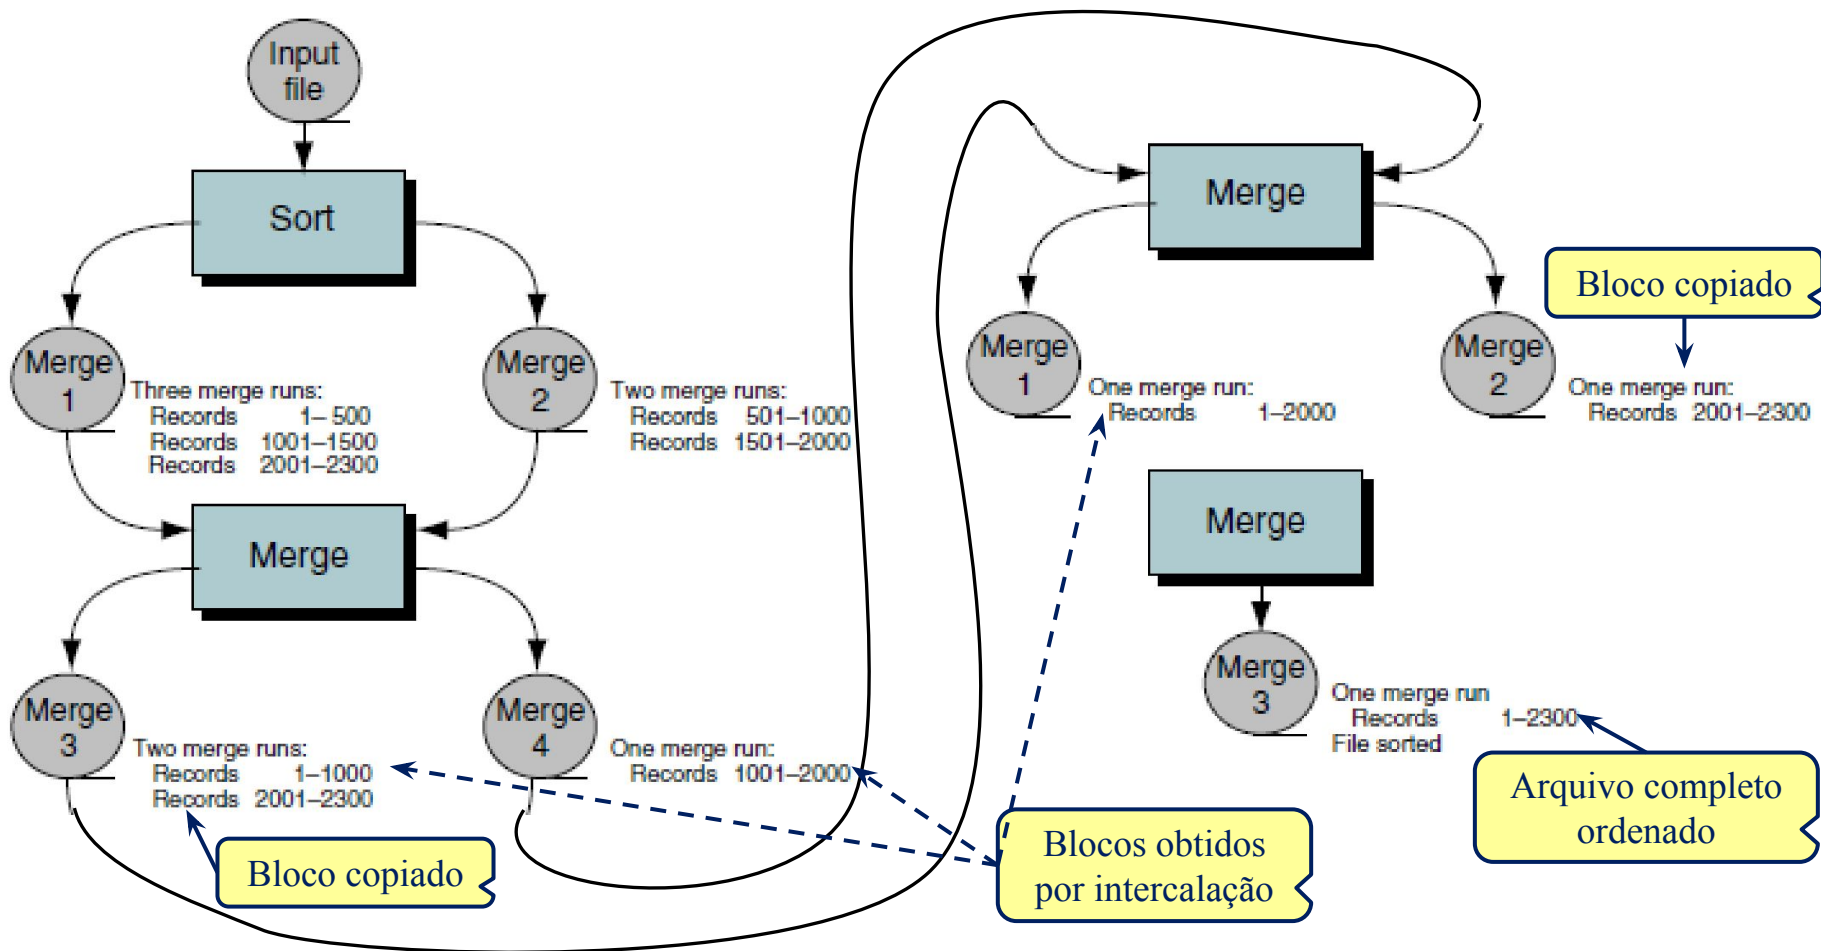 Input
file
Sort
Merge
1
Three merge runs:
Records 1– 500
Records 1001–1500
Records 2001–2300
Merge
2
Two merge runs:
Records 501–1000
Records 1501–2000
Merge
Merge
3
Two merge runs:
Records 1–1000
Records 2001–2300
Bloco copiado
Merge
4
One merge run:
Records 1001–2000
Merge
Merge
1
One merge run:
Records 1–2000
Bloco copiado
Merge
2
One merge run:
Records 2001–2300
Merge
Merge
3
One merge run
Records 1–2300
File sorted
Blocos obtidos
por intercalação
Arquivo completo
ordenado